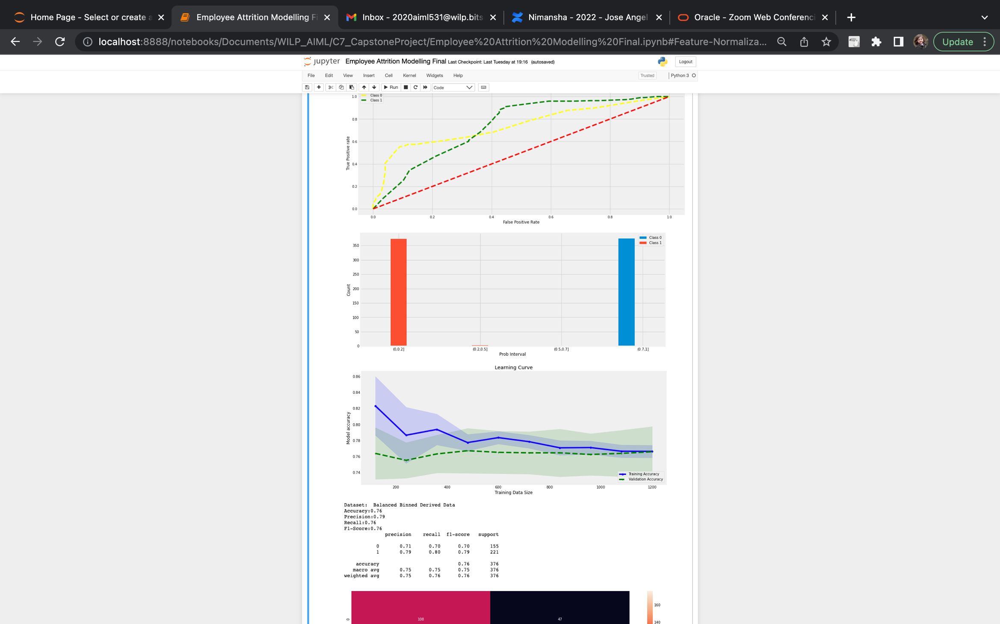 Home Page - Select or create a
Employee Attrition Modelling Fi
Inbox - 2020aiml531@wilp.bits
Nimansha - 2022 - Jose Angel
Oracle - Zoom Web Conferenci
localhost:8888/notebooks/Documents/WILP_AIML/C7_CapstoneProject/Employee%20Attrition%20Modelling%20Final.ipynb#Feature-Normaliza...
Update
jupyter Employee Attrition Modelling Final Last Checkpoint: Last Tuesday at 19:16 (autosaved)
Logout
File Edit View Insert Cell Kernel Widgets Help
Trusted
Python 3
Run
Code
Class 0
Class 1
1.0
0.8
0.6
0.4
0.2
0.0
True Positive rate
0.0 0.2 0.4 0.6 0.8 1.0
False Positive Rate
Class 0
Class 1
350
300
250
200
150
100
50
0
Count
(0,0.2] (0.2,0.5] (0.5,0.7] (0.7,1]
Prob Interval
Learning Curve
0.86
0.84
0.82
0.80
0.78
0.76
0.74
Model accuracy
Training Accuracy
Validation Accuracy
200 400 600 800 1000 1200
Training Data Size
Dataset:  Balanced Binned Derived Data
Accuracy:0.76
Precision:0.79
Recall:0.76
F1-Score:0.76
precision recall f1-score support
0 0.71 0.70 0.70 155
1 0.79 0.80 0.79 221
accuracy 0.76 376
macro avg 0.75 0.75 0.75 376
weighted avg 0.75 0.76 0.76 376
160
140
0
108 47